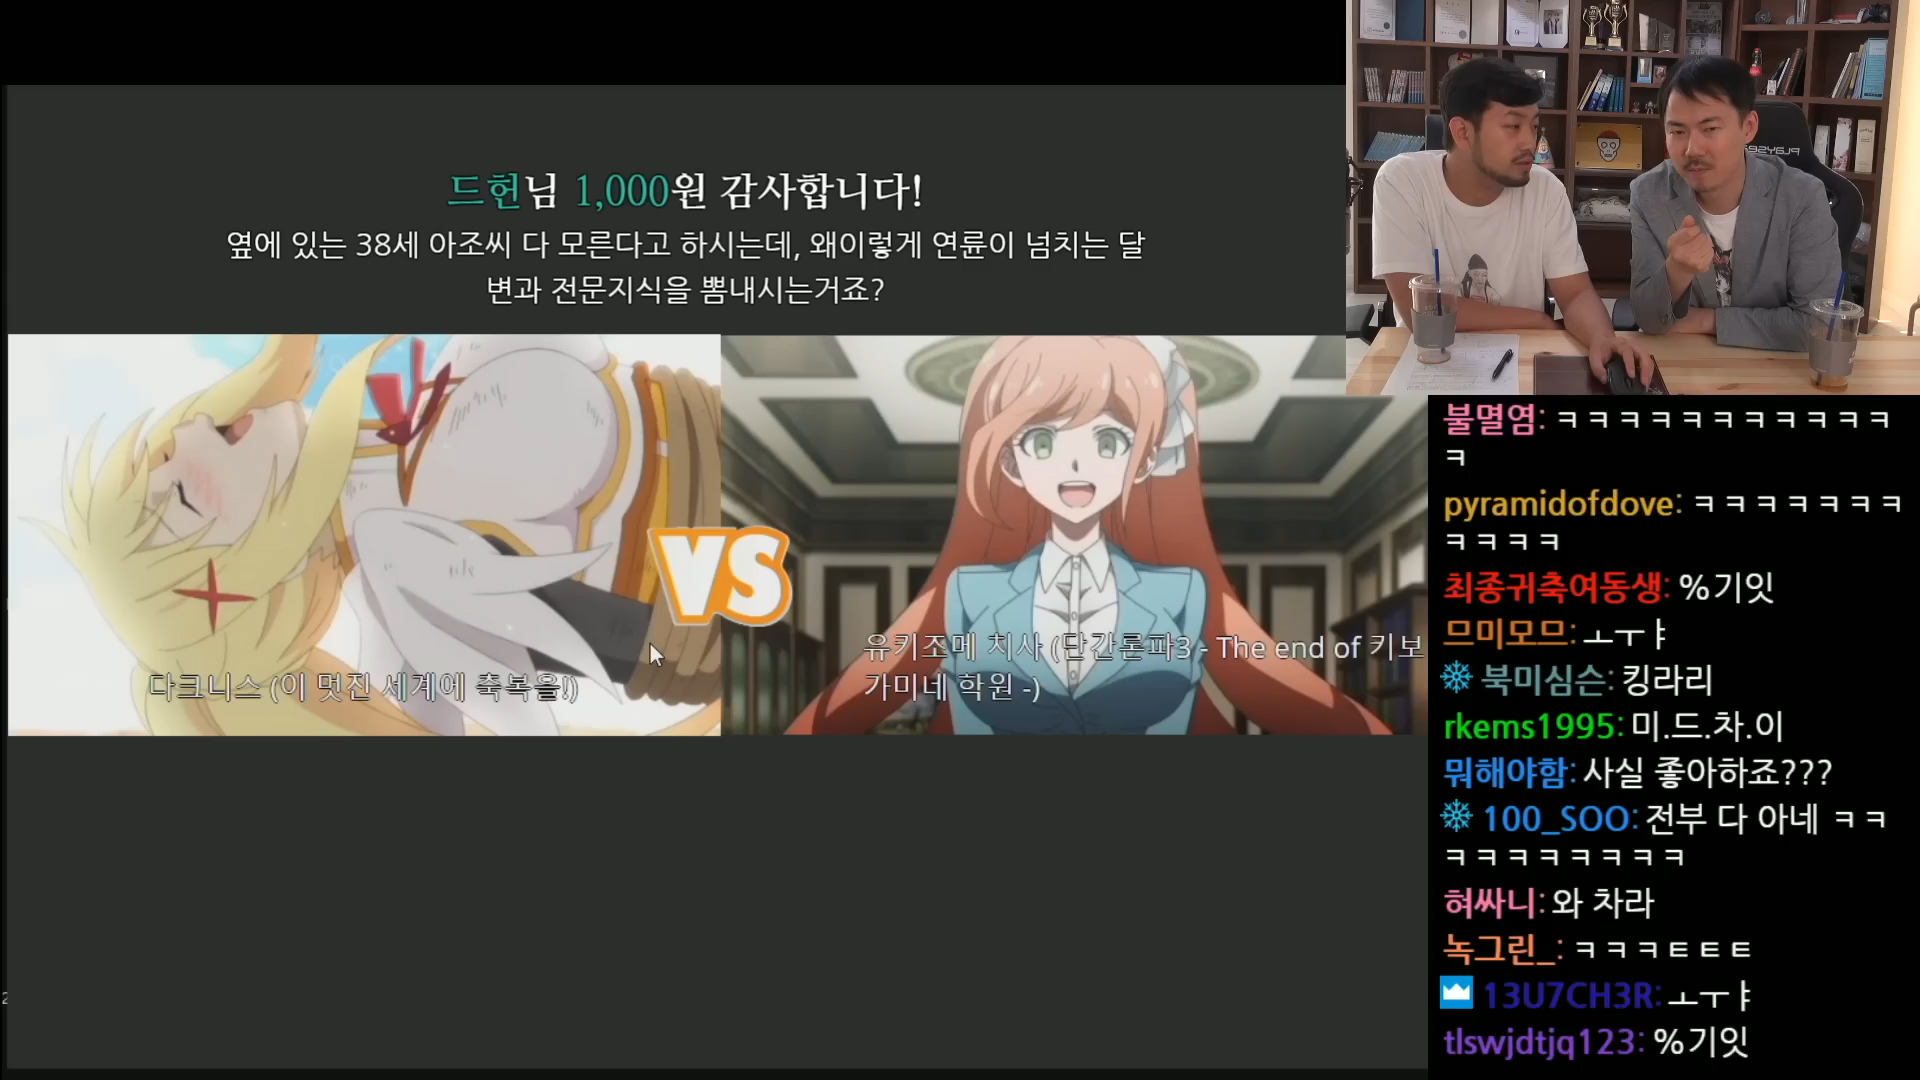 드헌님 1,000원 감사합니다!
옆에 있는 38세 아조씨 다 모른다고 하시는데, 왜이렇게 연륜이 넘치는 달
변과 전문지식을 뽐내시는거죠?
VS
다크니스 (이 멋진 세계에 축복을!)
유키조메 치사 (단간론파3 - The end of 키보
가미네 학원 -)
불멸염: ㅋㅋㅋㅋㅋㅋㅋㅋㅋㅋㅋ
ㅋ
pyramidofdove: ㅋㅋㅋㅋㅋㅋㅋ
ㅋㅋㅋㅋ
최종귀축여동생: %기잇
므미모므: ㅗㅜㅑ
북미심슨: 킹라리
rkems1995: 미.드.차.이
뭐해야함: 사실 좋아하죠???
100_SOO: 전부 다 아네 ㅋㅋ
ㅋㅋㅋㅋㅋㅋㅋㅋ
혀싸니: 와 차라
녹그린_: ㅋㅋㅋㅌㅌㅌ
13U7CH3R: ㅗㅜㅑ
tlswjdtjq123: %기잇